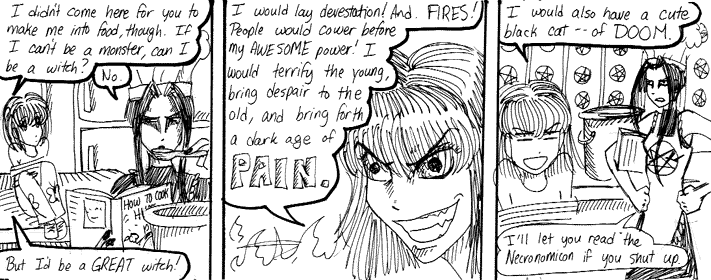 I didn't come here for you to
make me into food, though. If
I can't be a monster, can I
be a witch?
No.
HOW TO COOK
But I'd be a GREAT witch!
I would lay devestation! And. FIRES!
People would cower before
my AWESOME power! I
would terrify the young,
bring despair to the
old, and bring forth
a dark age of
PAIN.
I would also have a cute
black cat -- of DOOM.
I'll let you read the
Necronomicon if you shut up.